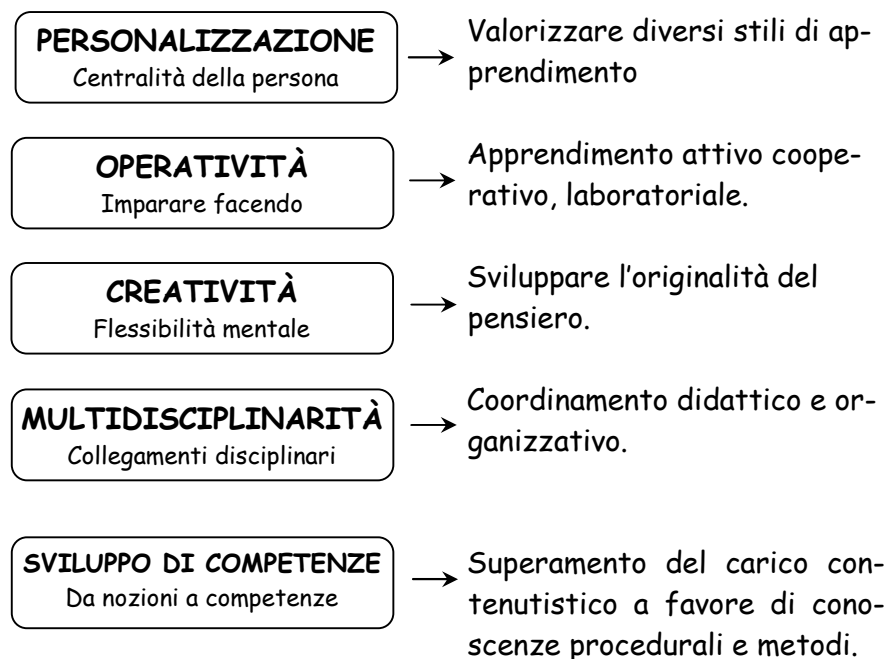 PERSONALIZZAZIONE
Centralità della persona
Valorizzare diversi stili di ap-
prendimento
OPERATIVITÀ
Imparare facendo
Apprendimento attivo coope-
rativo, laboratoriale.
CREATIVITÀ
Flessibilità mentale
Sviluppare l'originalità del
pensiero.
MULTIDISCIPLINARITÀ
Collegamenti disciplinari
Coordinamento didattico e or-
ganizzativo.
SVILUPPO DI COMPETENZE
Da nozioni a competenze
Superamento del carico con-
tenutistico a favore di cono-
scenze procedurali e metodi.